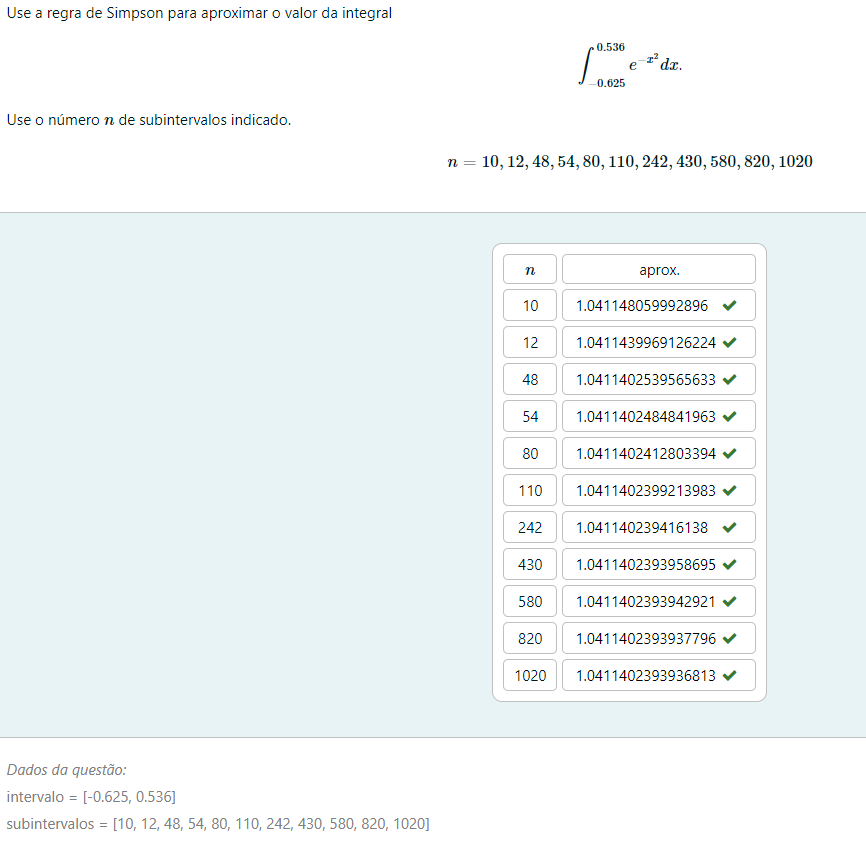 Use a regra de Simpson para aproximar o valor da integral
∫_{-0.625}^{0.536} e^{-x²} dx.
Use o número n de subintervalos indicado.
n = 10, 12, 48, 54, 80, 110, 242, 430, 580, 820, 1020
n aprox.
10 1.041148059992896 ✔
12 1.0411439969126224 ✔
48 1.0411402539565633 ✔
54 1.0411402484841963 ✔
80 1.0411402412803394 ✔
110 1.0411402399213983 ✔
242 1.041140239416138 ✔
430 1.0411402393958695 ✔
580 1.0411402393942921 ✔
820 1.0411402393937796 ✔
1020 1.0411402393936813 ✔
Dados da questão:
intervalo = [-0.625, 0.536]
subintervalos = [10, 12, 48, 54, 80, 110, 242, 430, 580, 820, 1020]